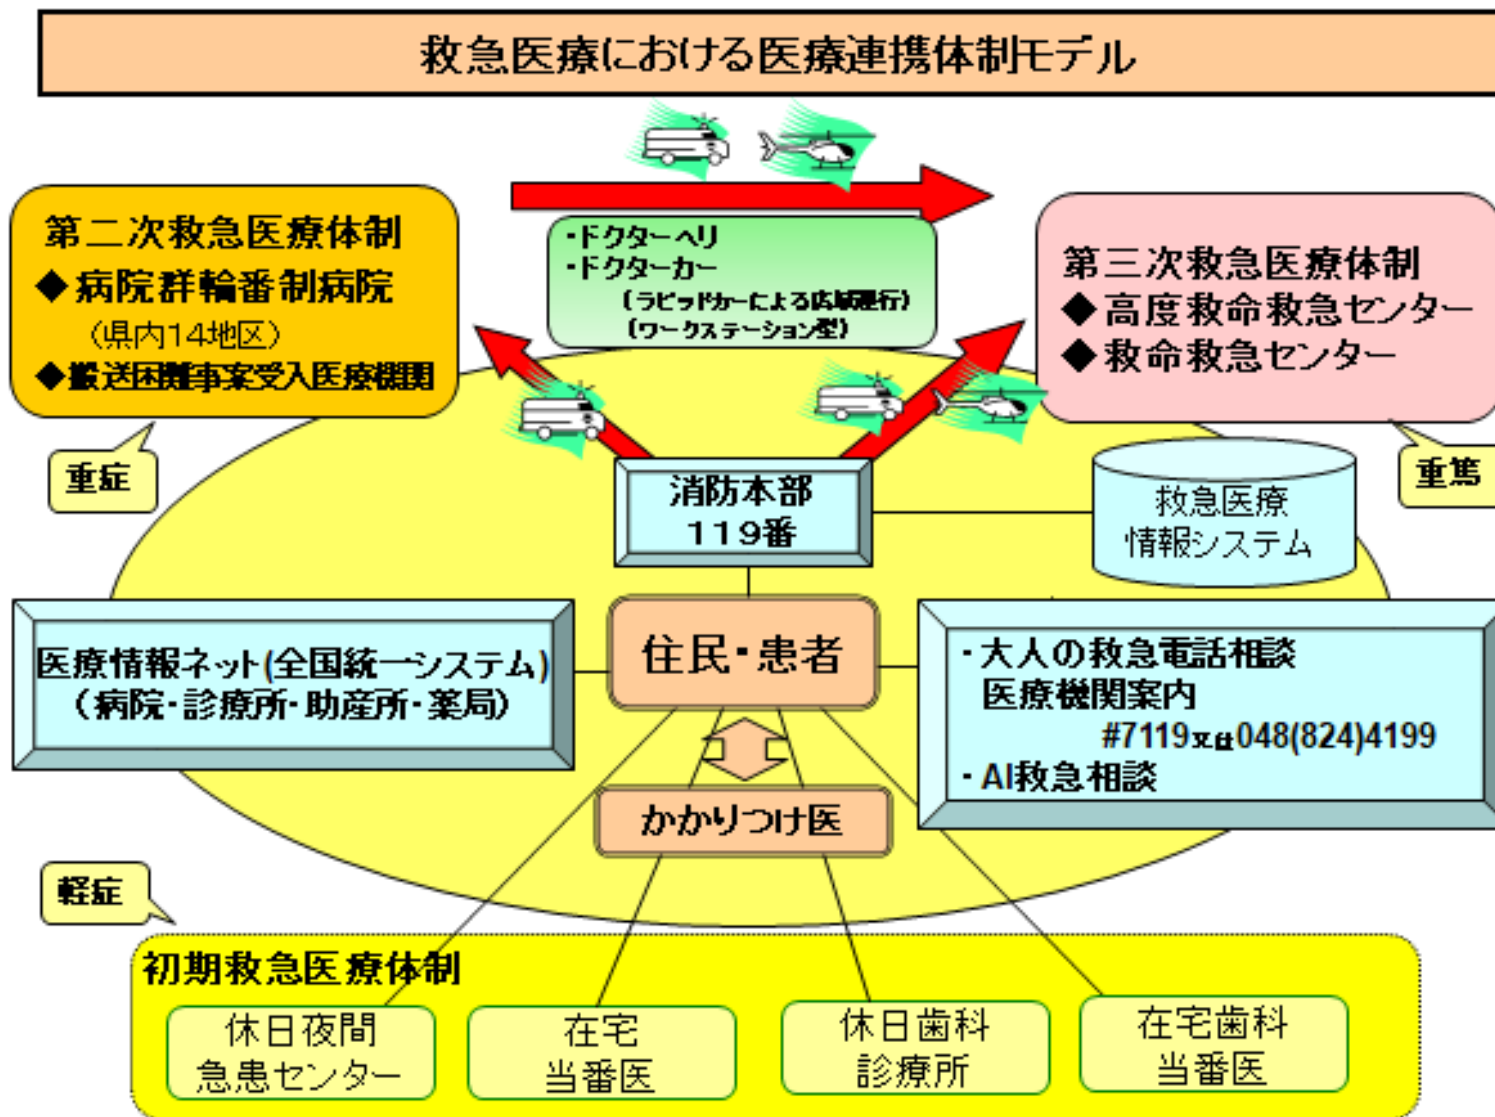 救急医療における医療連携体制モデル
第二次救急医療体制
◆病院群輪番制病院
（県内14地区）
◆搬送困難事案受入医療機関
・ドクターヘリ
・ドクターカー
（ラピッドカーによる広域運行）
（ワークステーション型）
第三次救急医療体制
◆高度救命救急センター
◆救命救急センター
重症
重篤
消防本部
１１９番
救急医療
情報システム
医療情報ネット(全国統一システム)
（病院・診療所・助産所・薬局）
住民・患者
・大人の救急電話相談
医療機関案内
#7119又は048(824)4199
・AI救急相談
かかりつけ医
軽症
初期救急医療体制
休日夜間
急患センター
在宅
当番医
休日歯科
診療所
在宅歯科
当番医